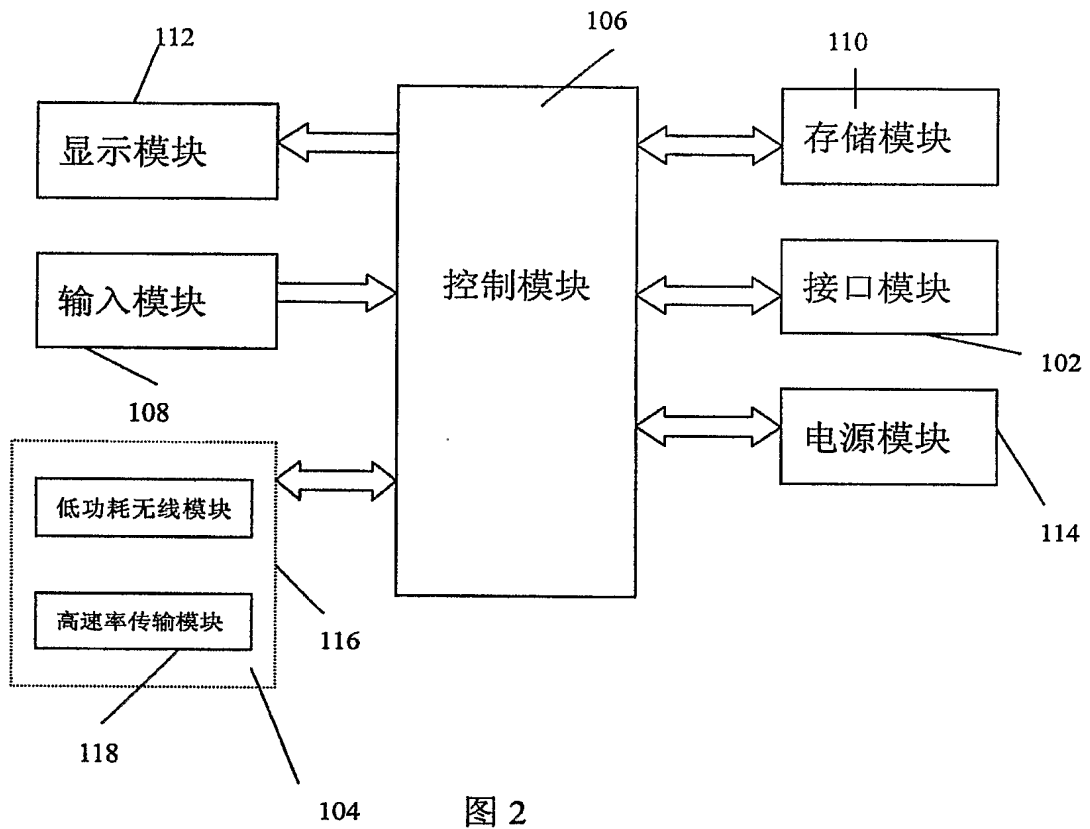 112
106
110
显示模块
存储模块
输入模块
控制模块
接口模块
108
102
电源模块
低功耗无线模块
114
高速率传输模块
116
118
104
图 2